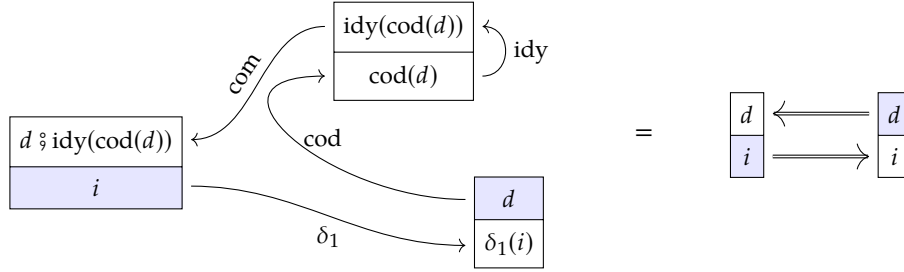 idy(cod(d))
idy
cod(d)
com
d ⨟ idy(cod(d))
cod
i
d
δ₁(i)
δ₁
=
d
d
i
i